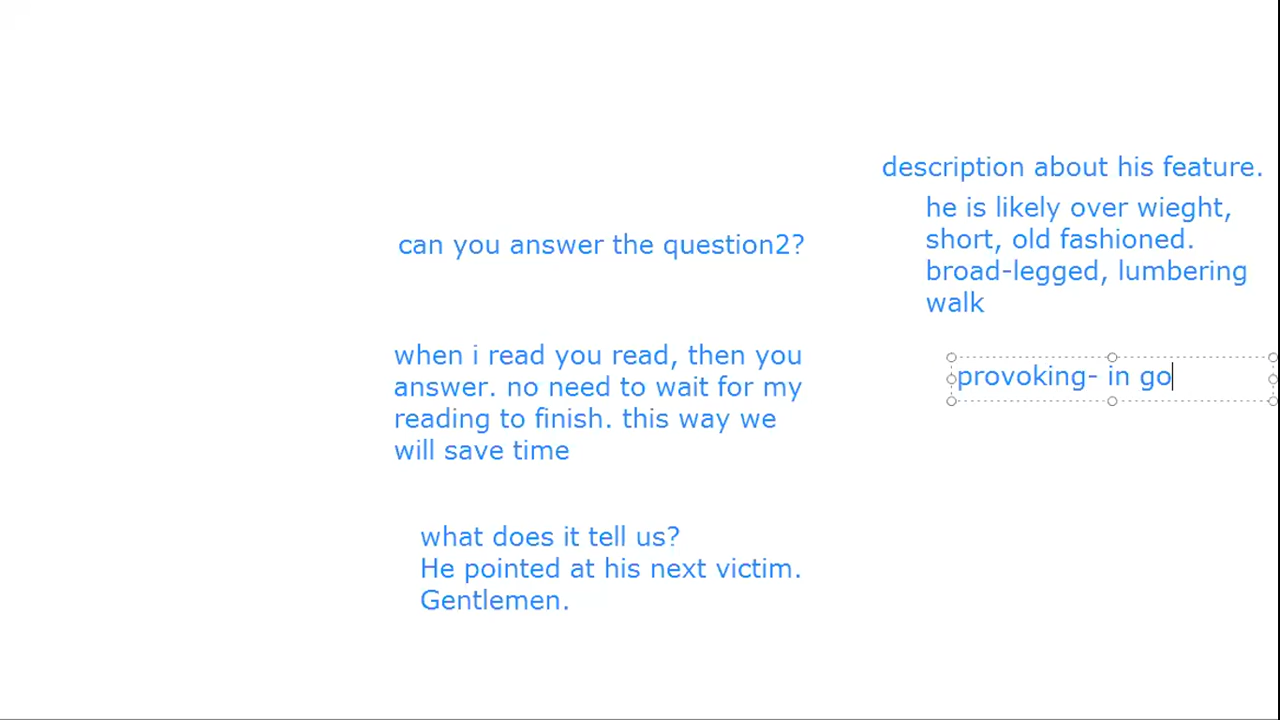 can you answer the question2?
when i read you read, then you
answer. no need to wait for my
reading to finish. this way we
will save time
what does it tell us?
He pointed at his next victim.
Gentlemen.
description about his feature.
he is likely over wieght,
short, old fashioned.
broad-legged, lumbering
walk
provoking- in go